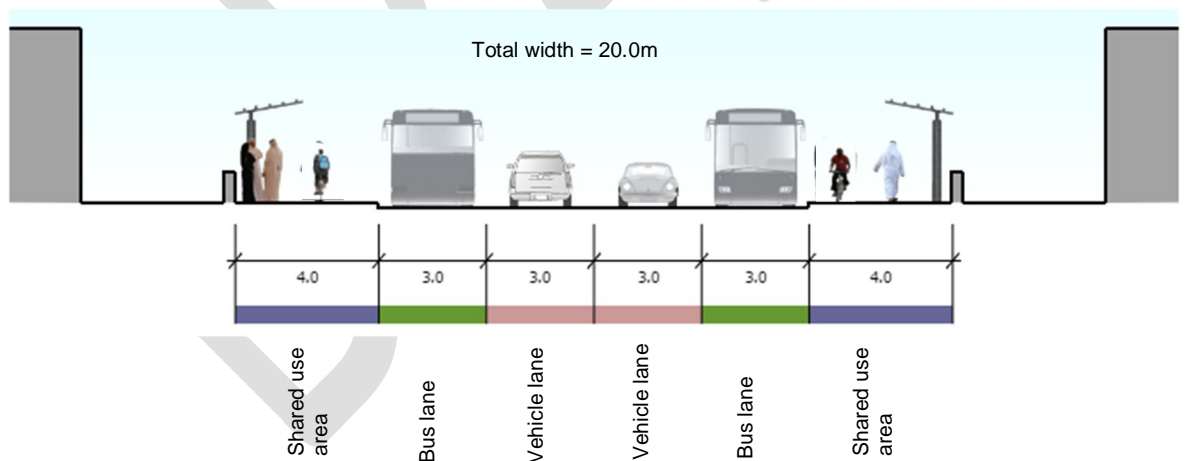 Total width = 20.0m
4.0
3.0
3.0
3.0
3.0
4.0
Shared use
area
Bus lane
Vehicle lane
Vehicle lane
Bus lane
Shared use
area